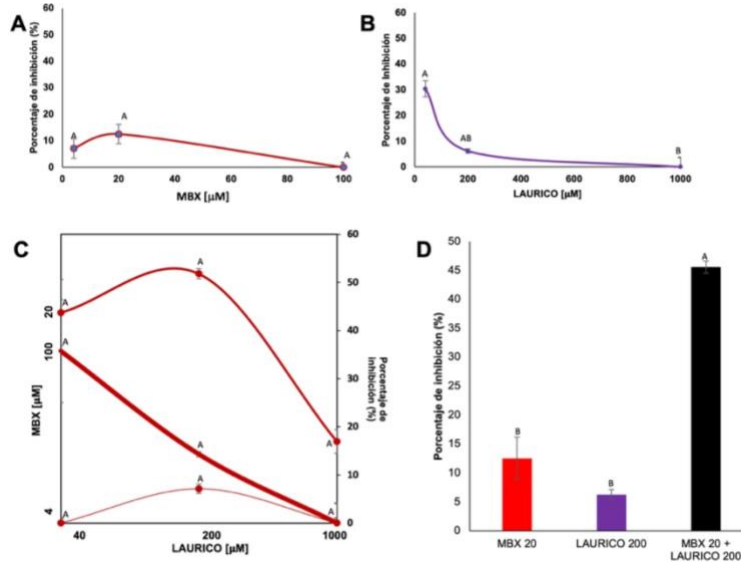 A
Porcentaje de inhibición (%)
60
50
40
30
20
10
0
A
A
A
0
20
40
60
80
100
MBX [µM]
B
Porcentaje de Inhibición
60
50
40
30
20
10
0
A
AB
B
0
200
400
600
800
1000
LAURICO [µM]
C
MBX [µM]
20
100
4
60
50
40
30
20
10
0
Porcentaje de
inhibición (%)
A
A
A
A
A
A
A
A
A
40
200
1000
LAURICO [µM]
D
Porcentaje de inhibición (%)
50
45
40
35
30
25
20
15
10
5
0
B
B
A
MBX 20
LAURICO 200
MBX 20 +
LAURICO 200